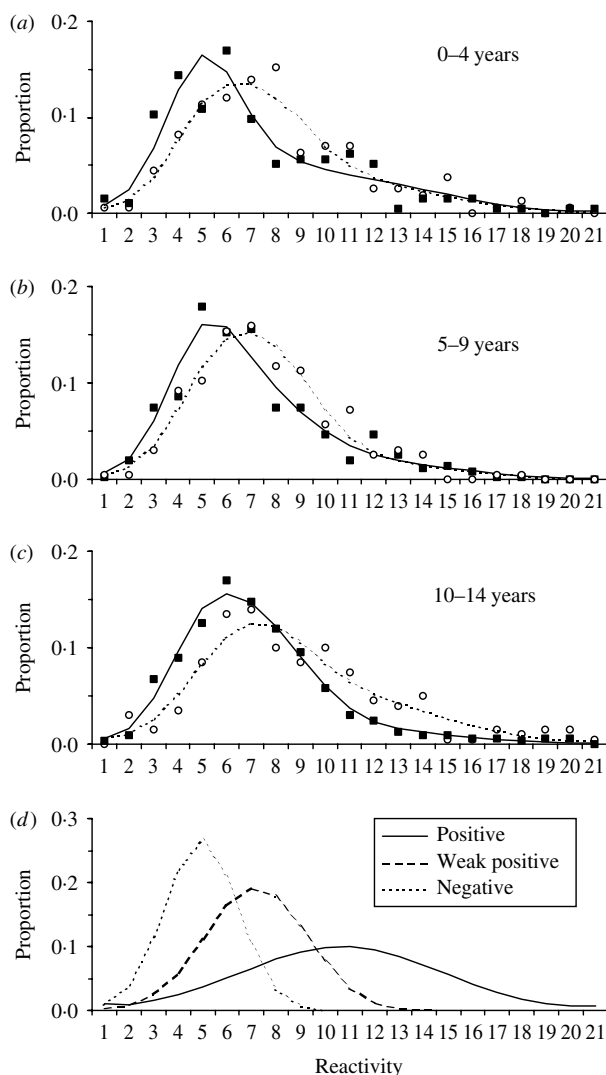 (a) 0·2
0–4 years
0·1
Proportion
0·0
1 2 3 4 5 6 7 8 9 10 11 12 13 14 15 16 17 18 19 20 21
(b) 0·2
5–9 years
0·1
Proportion
0·0
1 2 3 4 5 6 7 8 9 10 11 12 13 14 15 16 17 18 19 20 21
(c) 0·2
10–14 years
0·1
Proportion
0·0
1 2 3 4 5 6 7 8 9 10 11 12 13 14 15 16 17 18 19 20 21
(d) 0·3
Positive
Weak positive
Negative
0·2
0·1
Proportion
0·0
1 2 3 4 5 6 7 8 9 10 11 12 13 14 15 16 17 18 19 20 21
Reactivity